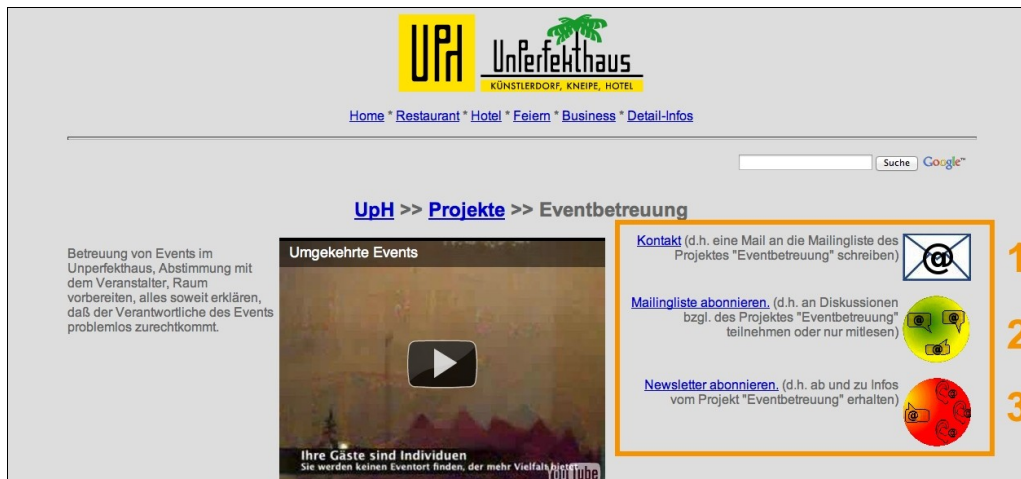 UPH UnPerfekthaus
KÜNSTLERDORF, KNEIPE, HOTEL
Home * Restaurant * Hotel * Feiern * Business * Detail-Infos
Suche Google™
UpH >> Projekte >> Eventbetreuung
Betreuung von Events im
Unperfekthaus, Abstimmung mit
dem Veranstalter, Raum
vorbereiten, alles soweit erklären,
daß der Verantwortliche des Events
problemlos zurechtkommt.
Umgekehrte Events
Ihre Gäste sind Individuen
Sie werden keinen Eventort finden, der mehr Vielfalt bietet
YouTube
Kontakt (d.h. eine Mail an die Mailingliste des
Projektes "Eventbetreuung" schreiben)
@
1
Mailingliste abonnieren. (d.h. an Diskussionen
bzgl. des Projektes "Eventbetreuung"
teilnehmen oder nur mitlesen)
@ @
@
2
Newsletter abonnieren. (d.h. ab und zu Infos
vom Projekt "Eventbetreuung" erhalten)
@
3